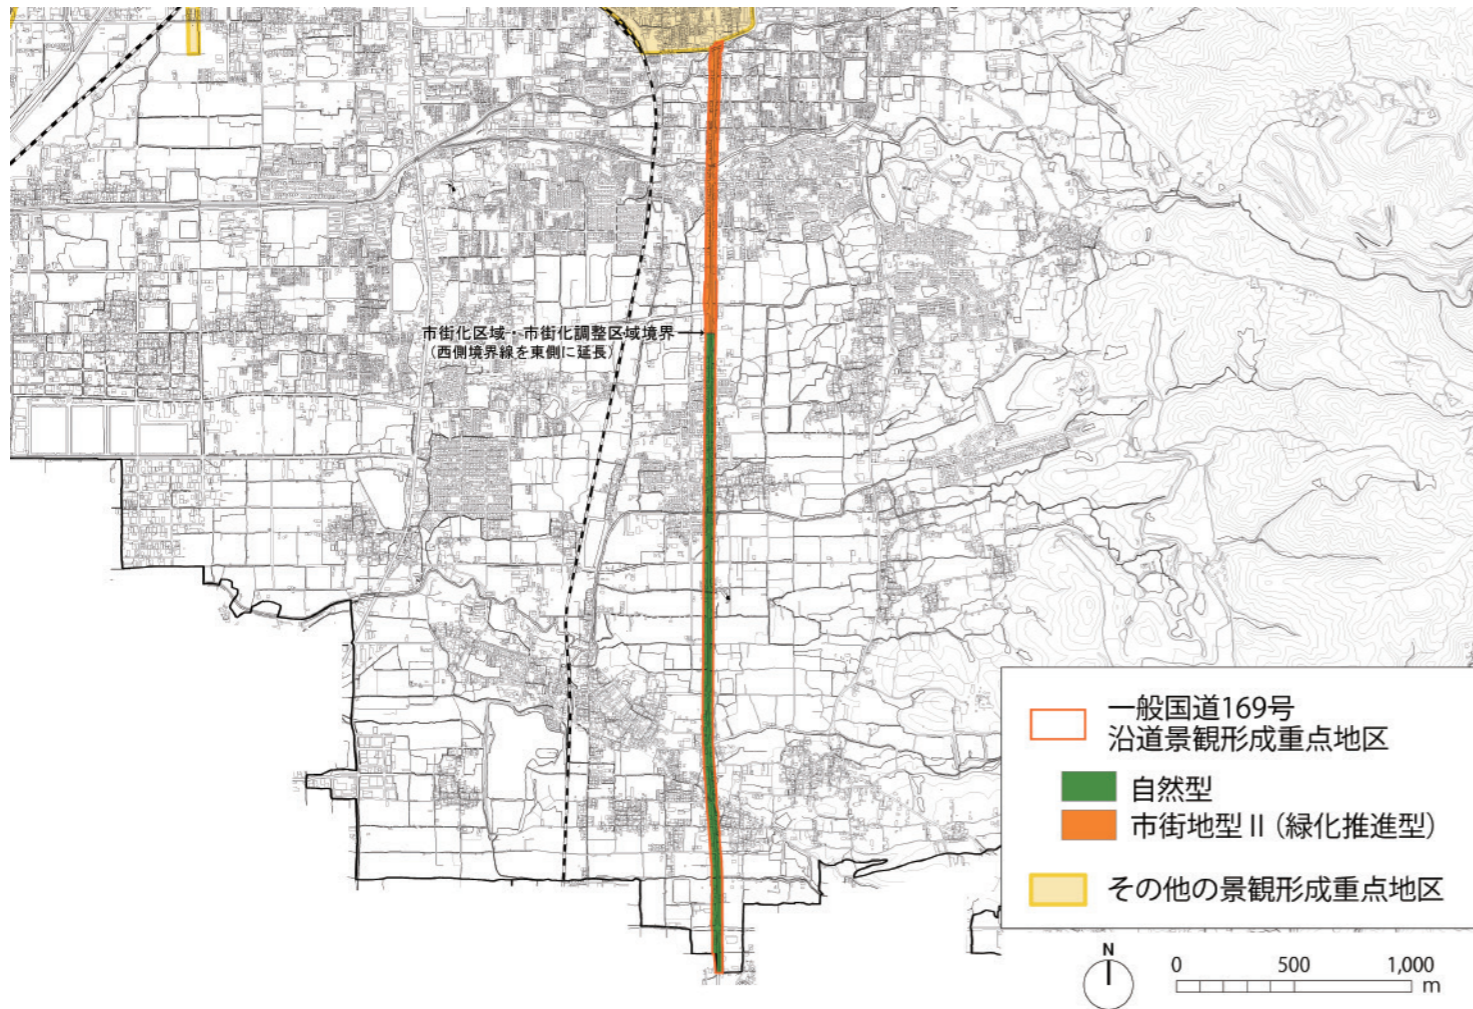 市街化区域・市街化調整区域境界
（西側境界線を東側に延長）
一般国道169号
沿道景観形成重点地区
自然型
市街地型Ⅱ（緑化推進型）
その他の景観形成重点地区
N
0 500 1,000
m